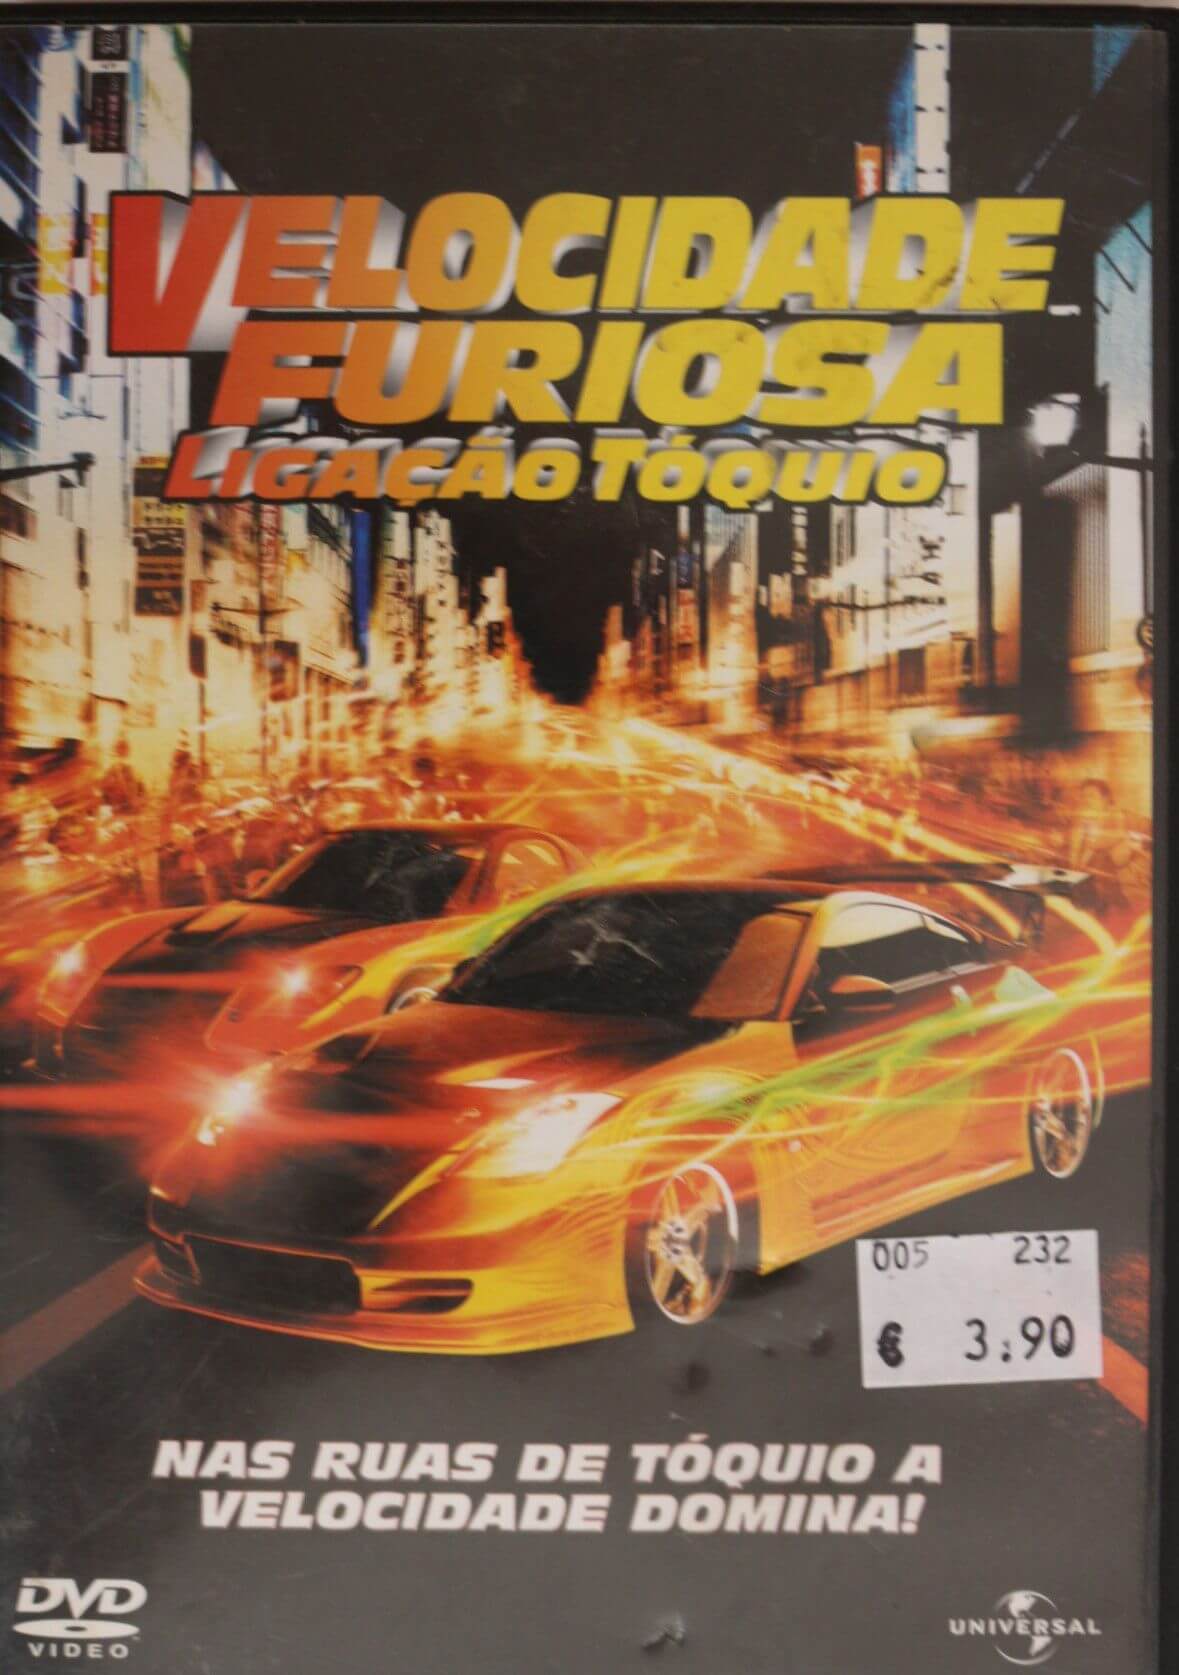 VELOCIDADE
FURIOSA
LIGAÇÃO TÓQUIO
005 232
€ 3.90
NAS RUAS DE TÓQUIO A
VELOCIDADE DOMINA!
DVD
VIDEO
UNIVERSAL